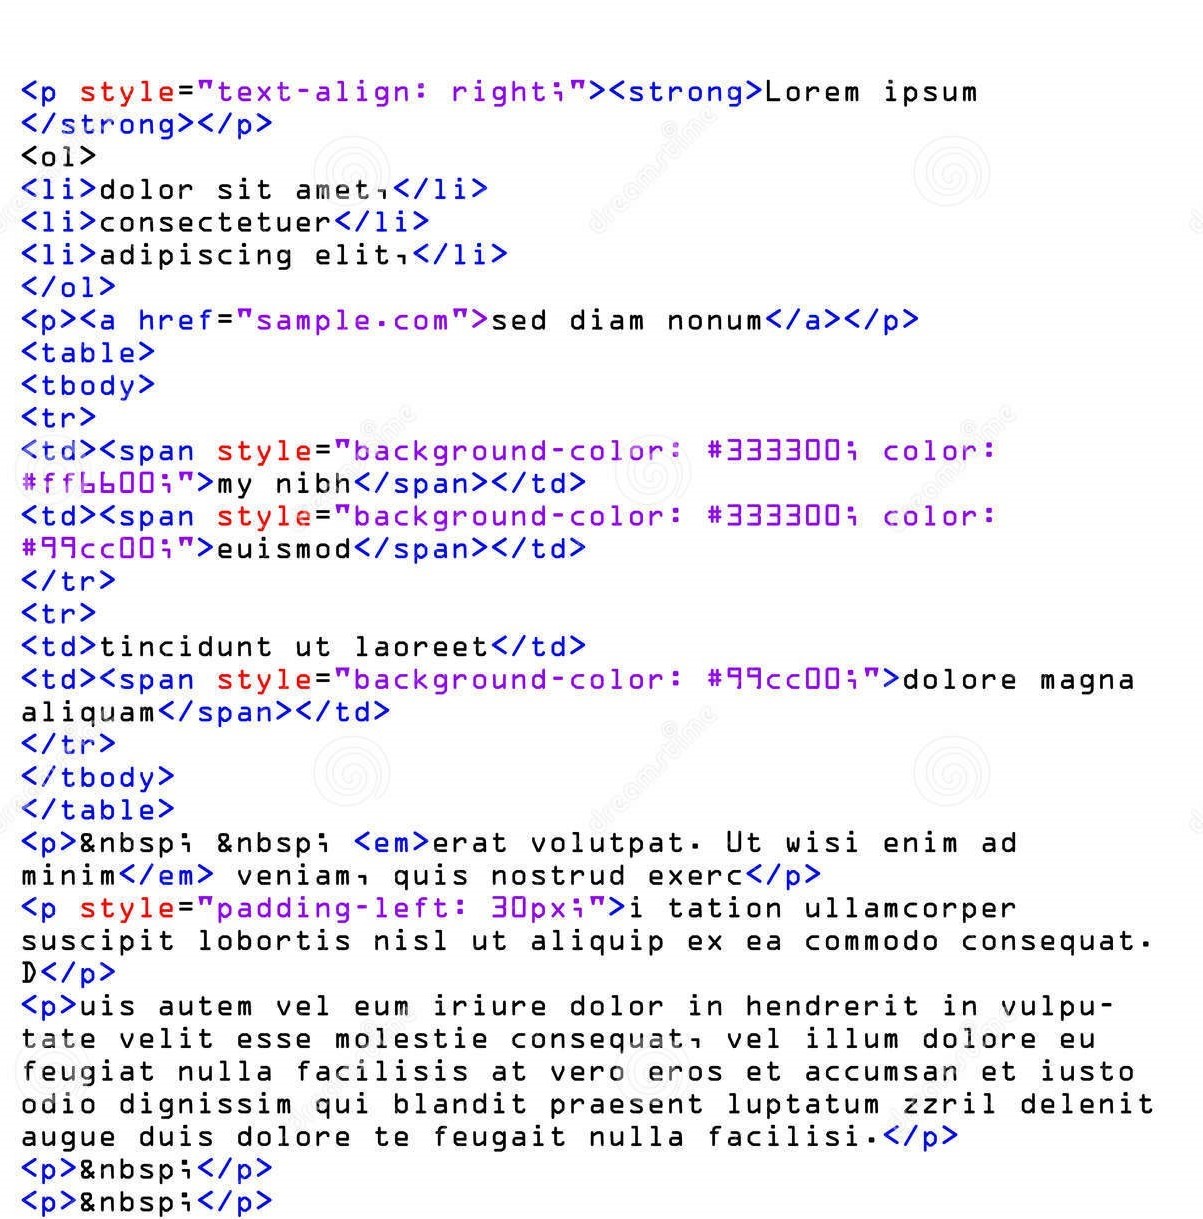 <p style="text-align: right;"><strong>Lorem ipsum
</strong></p>
<ol>
<li>dolor sit amet,</li>
<li>consectetuer</li>
<li>adipiscing elit,</li>
</ol>
<p><a href="sample.com">sed diam nonum</a></p>
<table>
<tbody>
<tr>
<td><span style="background-color: #333300; color:
#ff6600;">my nibh</span></td>
<td><span style="background-color: #333300; color:
#99cc00;">euismod</span></td>
</tr>
<tr>
<td>tincidunt ut laoreet</td>
<td><span style="background-color: #99cc00;">dolore magna
aliquam</span></td>
</tr>
</tbody>
</table>
<p>&nbsp; &nbsp; <em>erat volutpat. Ut wisi enim ad
minim</em> veniam, quis nostrud exerc</p>
<p style="padding-left: 30px;">i tation ullamcorper
suscipit lobortis nisl ut aliquip ex ea commodo consequat.
D</p>
<p>uis autem vel eum iriure dolor in hendrerit in vulpu-
tate velit esse molestie consequat, vel illum dolore eu
feugiat nulla facilisis at vero eros et accumsan et iusto
odio dignissim qui blandit praesent luptatum zzril delenit
augue duis dolore te feugait nulla facilisi.</p>
<p>&nbsp;</p>
<p>&nbsp;</p>